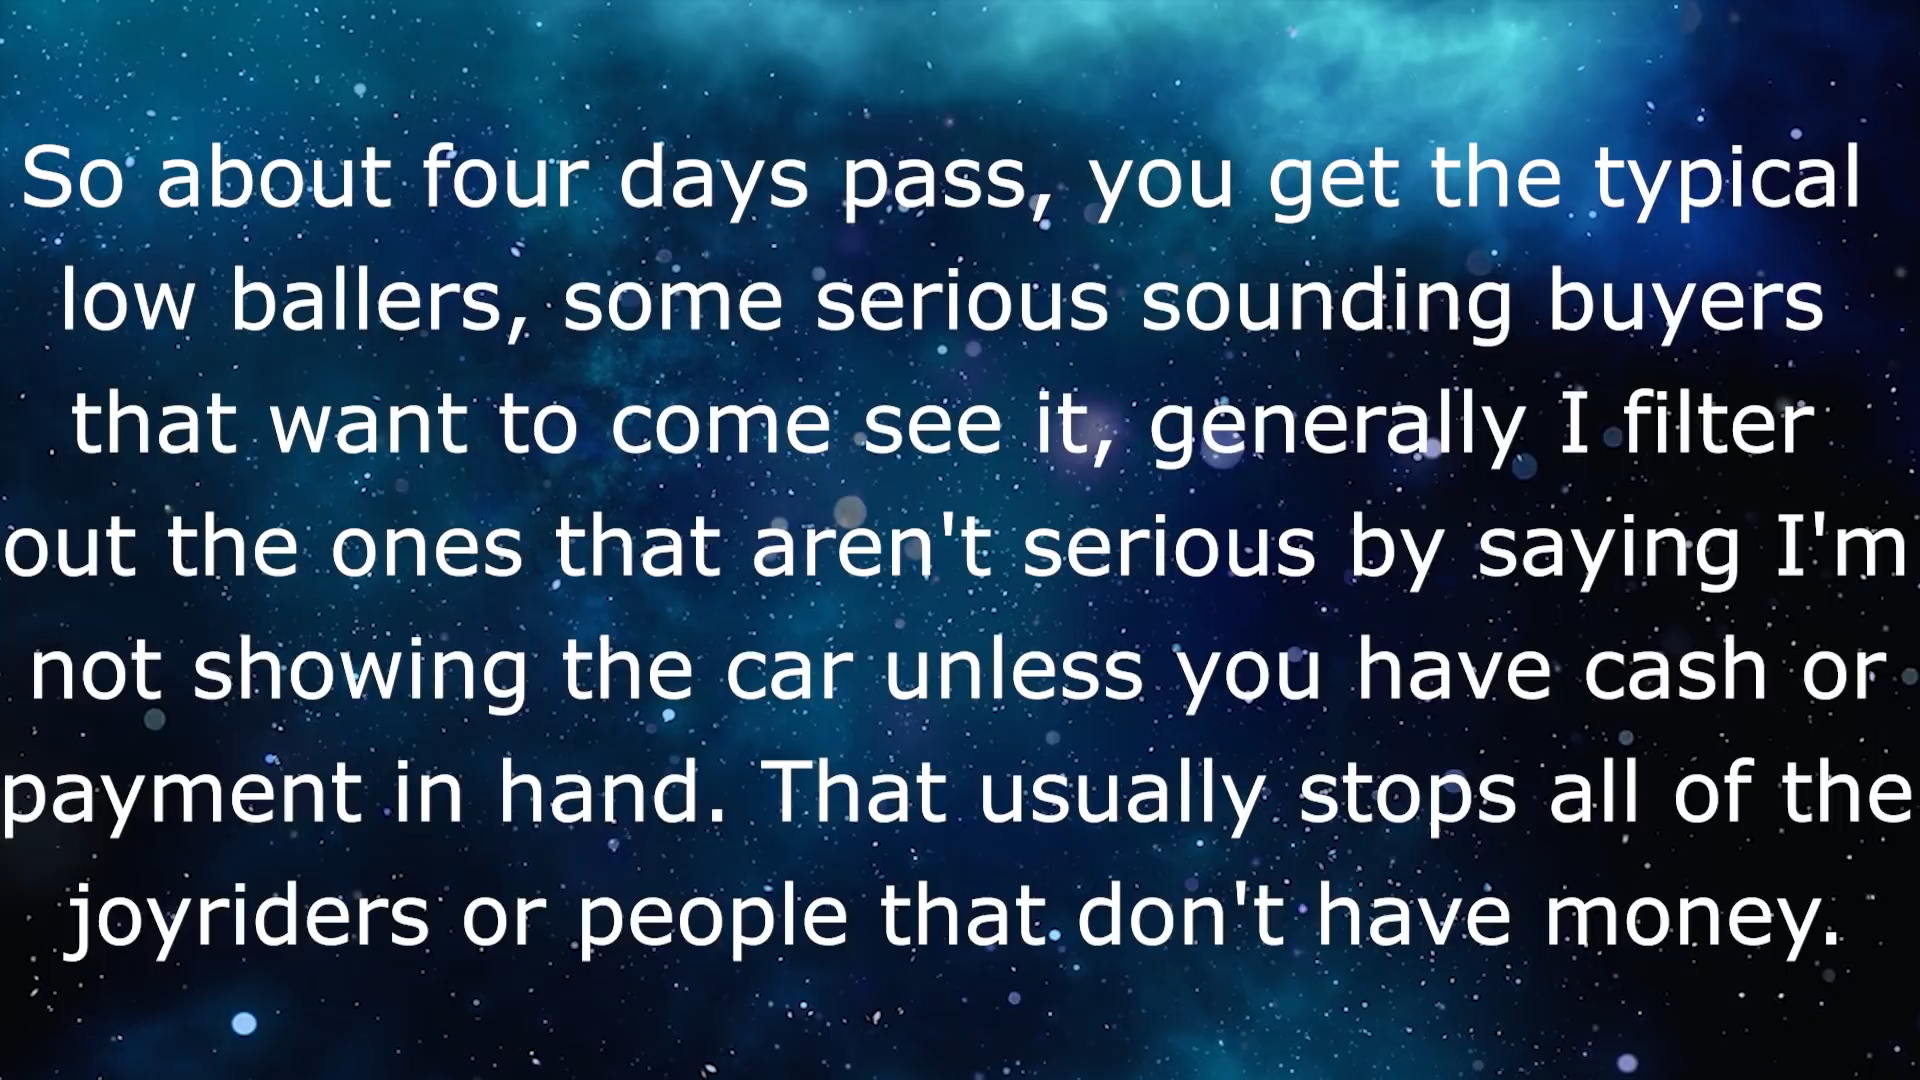 So about four days pass, you get the typical
low ballers, some serious sounding buyers
that want to come see it, generally I filter
out the ones that aren't serious by saying I'm
not showing the car unless you have cash or
payment in hand. That usually stops all of the
joyriders or people that don't have money.